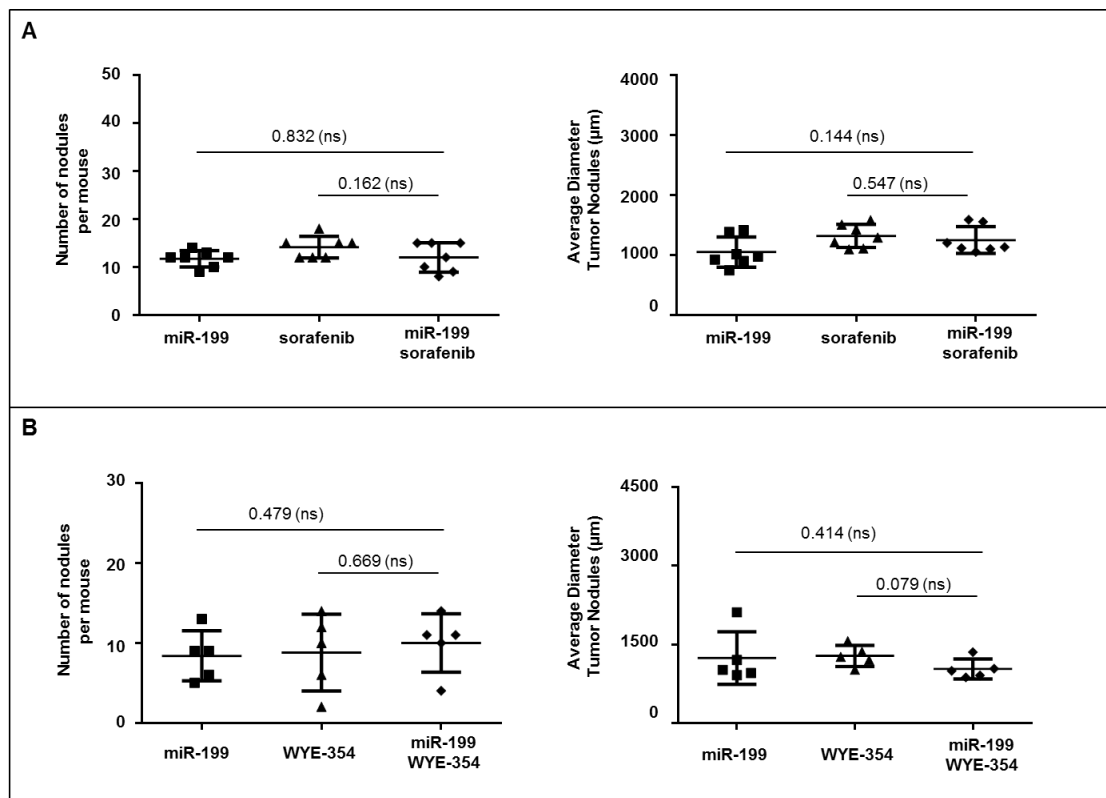 A
Number of nodules
per mouse
50
40
30
20
10
0
0.832 (ns)
0.162 (ns)
miR-199
sorafenib
miR-199
sorafenib
Average Diameter
Tumor Nodules (µm)
4000
3000
2000
1000
0
0.144 (ns)
0.547 (ns)
miR-199
sorafenib
miR-199
sorafenib
B
Number of nodules
per mouse
30
20
10
0
0.479 (ns)
0.669 (ns)
miR-199
WYE-354
miR-199
WYE-354
Average Diameter
Tumor Nodules (µm)
4500
3000
1500
0
0.414 (ns)
0.079 (ns)
miR-199
WYE-354
miR-199
WYE-354